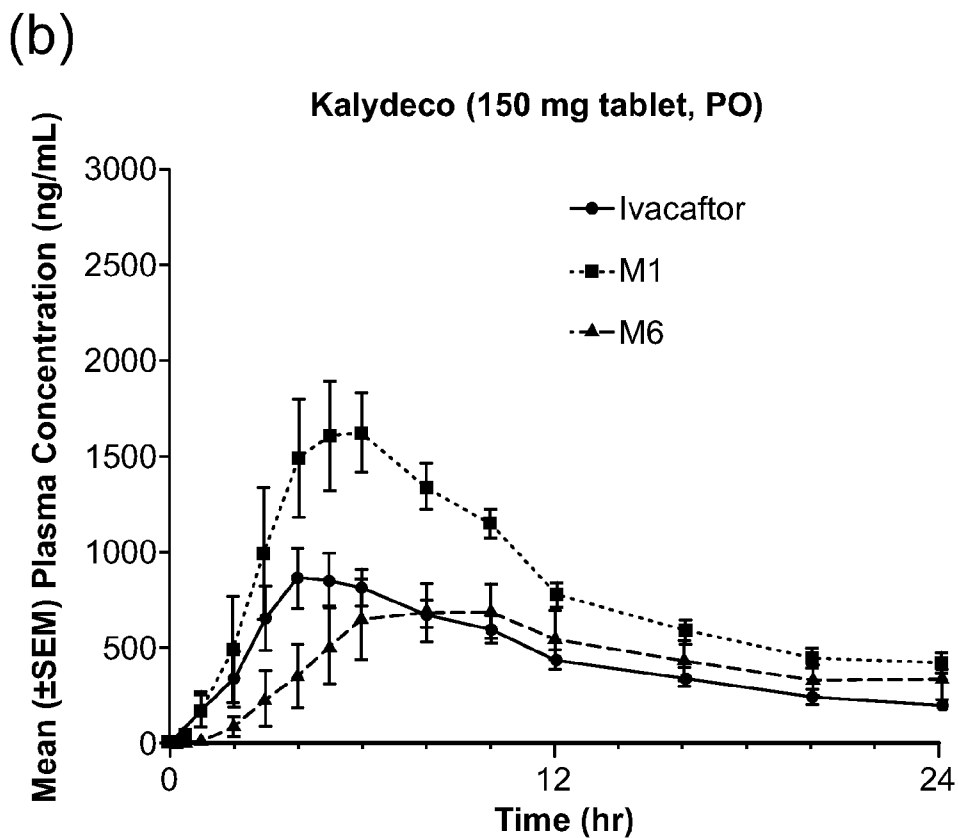 (b)
Kalydeco (150 mg tablet, PO)
Mean (±SEM) Plasma Concentration (ng/mL)
3000
2500
2000
1500
1000
500
0
Ivacaftor
M1
M6
0 12 24
Time (hr)